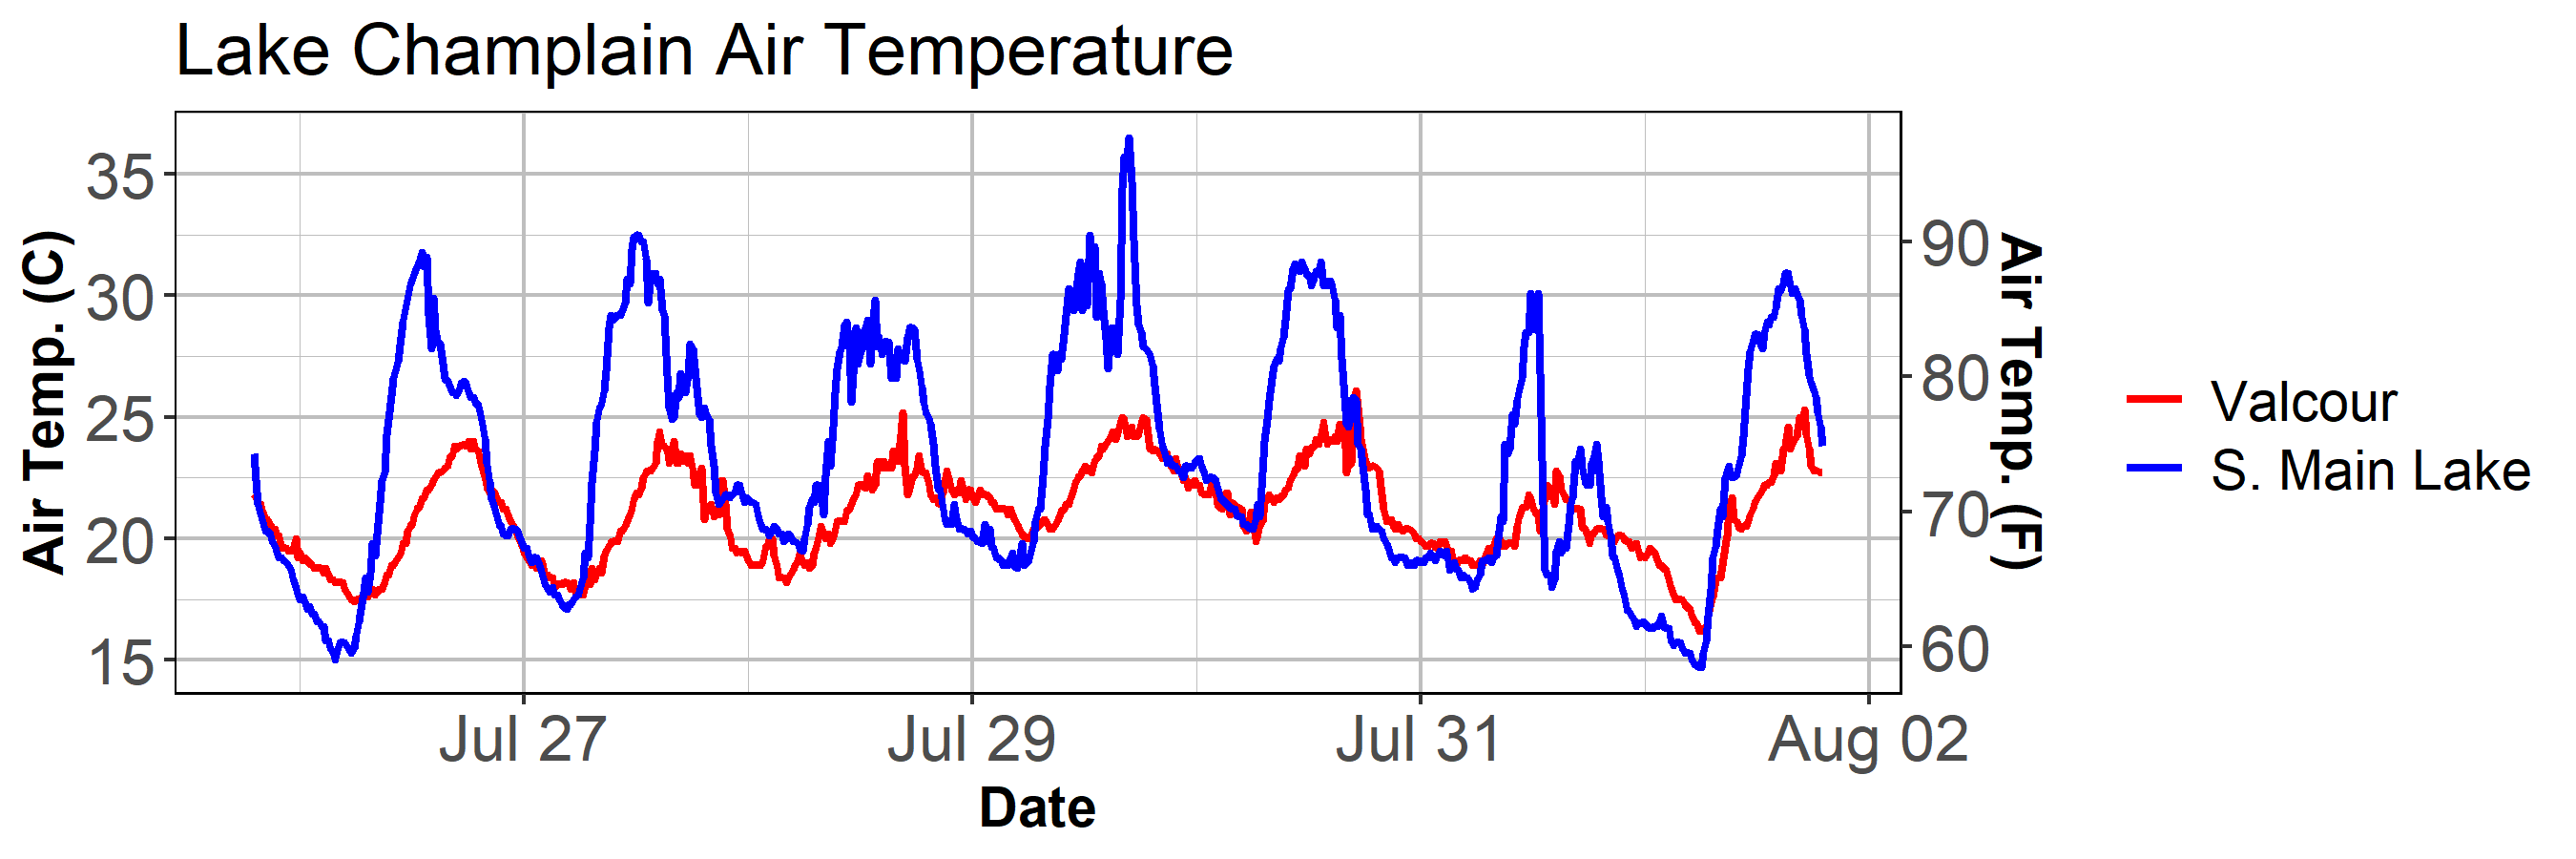 Lake Champlain Air Temperature
Air Temp. (C)
35
30
25
20
15
90
80
70
60
Air Temp. (F)
Jul 27
Jul 29
Jul 31
Aug 02
Date
Valcour
S. Main Lake